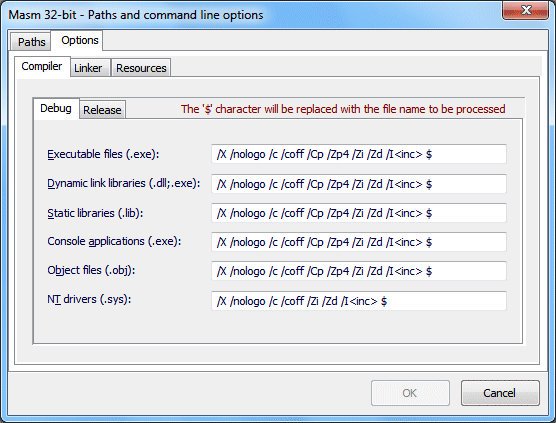 Masm 32-bit - Paths and command line options
Paths Options
Compiler Linker Resources
Debug Release The '$' character will be replaced with the file name to be processed
Executable files (.exe): /X /nologo /c /coff /Cp /Zp4 /Zi /Zd /I<inc> $
Dynamic link libraries (.dll;.exe): /X /nologo /c /coff /Cp /Zp4 /Zi /Zd /I<inc> $
Static libraries (.lib): /X /nologo /c /coff /Cp /Zp4 /Zi /Zd /I<inc> $
Console applications (.exe): /X /nologo /c /coff /Cp /Zp4 /Zi /Zd /I<inc> $
Object files (.obj): /X /nologo /c /coff /Cp /Zp4 /Zi /Zd /I<inc> $
NT drivers (.sys): /X /nologo /c /coff /Zi /Zd /I<inc> $
OK Cancel